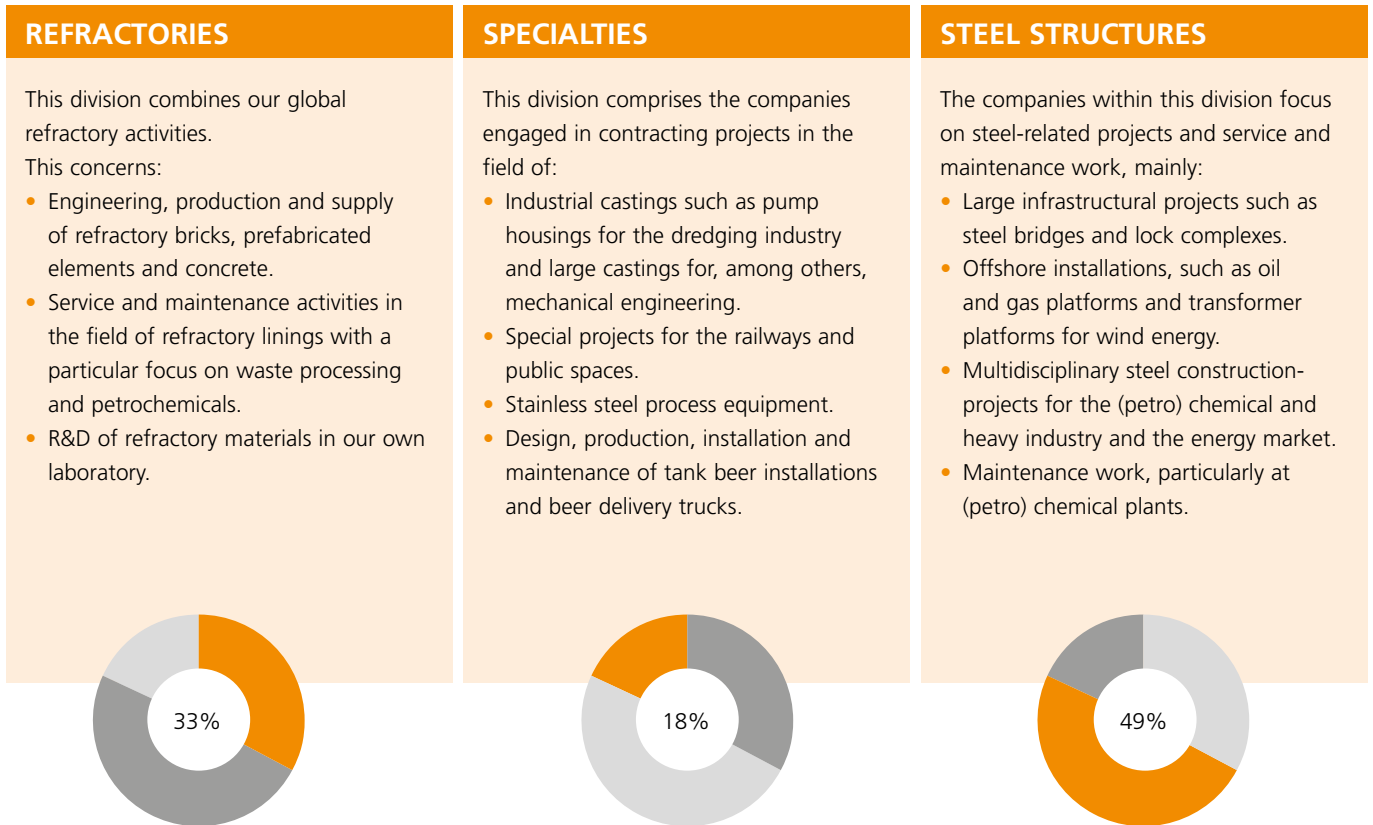 REFRACTORIES
This division combines our global
refractory activities.
This concerns:
• Engineering, production and supply
of refractory bricks, prefabricated
elements and concrete.
• Service and maintenance activities in
the field of refractory linings with a
particular focus on waste processing
and petrochemicals.
• R&D of refractory materials in our own
laboratory.
33%
SPECIALTIES
This division comprises the companies
engaged in contracting projects in the
field of:
• Industrial castings such as pump
housings for the dredging industry
and large castings for, among others,
mechanical engineering.
• Special projects for the railways and
public spaces.
• Stainless steel process equipment.
• Design, production, installation and
maintenance of tank beer installations
and beer delivery trucks.
18%
STEEL STRUCTURES
The companies within this division focus
on steel-related projects and service and
maintenance work, mainly:
• Large infrastructural projects such as
steel bridges and lock complexes.
• Offshore installations, such as oil
and gas platforms and transformer
platforms for wind energy.
• Multidisciplinary steel construction-
projects for the (petro) chemical and
heavy industry and the energy market.
• Maintenance work, particularly at
(petro) chemical plants.
49%